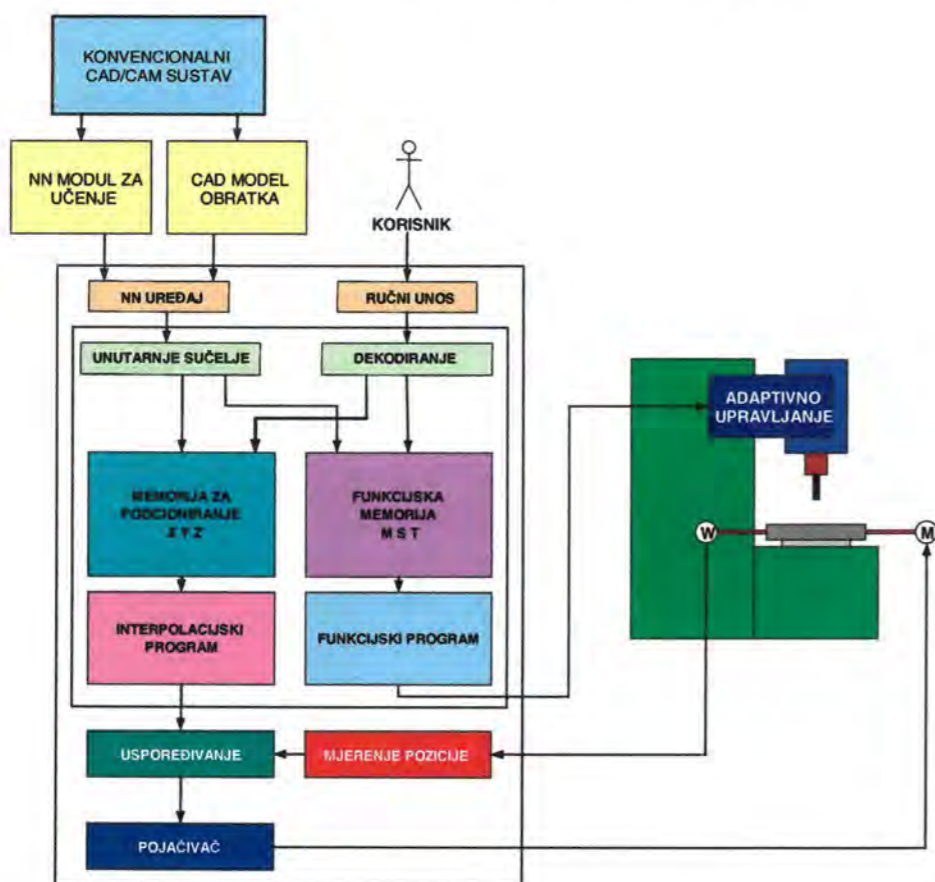 KONVENCIONALNI
CAD/CAM SUSTAV
NN MODUL ZA
UČENJE
CAD MODEL
OBRATKA
KORISNIK
NN UREĐAJ
RUČNI UNOS
UNUTARNJE SUČELJE
DEKODIRANJE
ADAPTIVNO
UPRAVLJANJE
MEMORIJA ZA
POZICIONIRANJE
X Y Z
FUNKCIJSKA
MEMORIJA
M S T
W
M
INTERPOLACIJSKI
PROGRAM
FUNKCIJSKI PROGRAM
USPOREĐIVANJE
MJERENJE POZICIJE
POJAČIVAČ